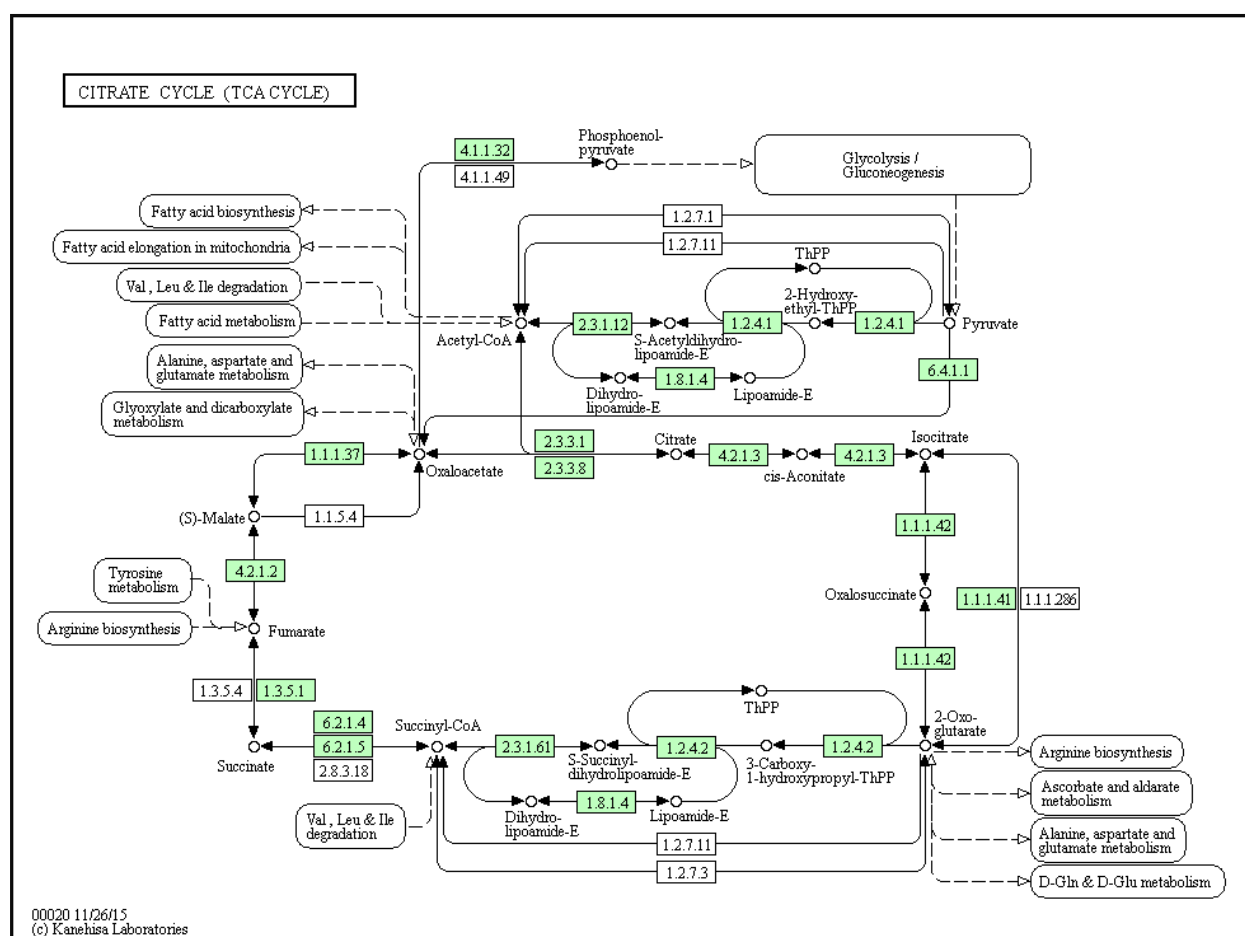 CITRATE CYCLE (TCA CYCLE)
Phosphoenol-
pyruvate
4.1.1.32
4.1.1.49
Glycolysis /
Gluconeogenesis
Fatty acid biosynthesis
Fatty acid elongation in mitochondria
Val , Leu & Ile degradation
Fatty acid metabolism
Alanine, aspartate and
glutamate metabolism
Glyoxylate and dicarboxylate
metabolism
1.2.7.1
1.2.7.11
ThPP
2-Hydroxy-
ethyl-ThPP
Acetyl-CoA
2.3.1.12
S-Acetyldihydro-
lipoamide-E
1.2.4.1
1.2.4.1
Pyruvate
Dihydro-
lipoamide-E
1.8.1.4
Lipoamide-E
6.4.1.1
1.1.1.37
Oxaloacetate
2.3.3.1
2.3.3.8
Citrate
4.2.1.3
cis-Aconitate
4.2.1.3
Isocitrate
(S)-Malate
1.1.5.4
1.1.1.42
4.2.1.2
Tyrosine
metabolism
Arginine biosynthesis
Fumarate
Oxalosuccinate
1.1.1.41
1.1.1.286
1.1.1.42
1.3.5.4
1.3.5.1
6.2.1.4
6.2.1.5
2.8.3.18
Succinate
Succinyl-CoA
2.3.1.61
S-Succinyl-
dihydrolipoamide-E
ThPP
1.2.4.2
3-Carboxy-
1-hydroxypropyl-ThPP
1.2.4.2
2-Oxo-
glutarate
Dihydro-
lipoamide-E
1.8.1.4
Lipoamide-E
Val , Leu & Ile
degradation
1.2.7.11
1.2.7.3
Arginine biosynthesis
Ascorbate and aldarate
metabolism
Alanine, aspartate and
glutamate metabolism
D-Gln & D-Glu metabolism
00020 11/26/15
(c) Kanehisa Laboratories